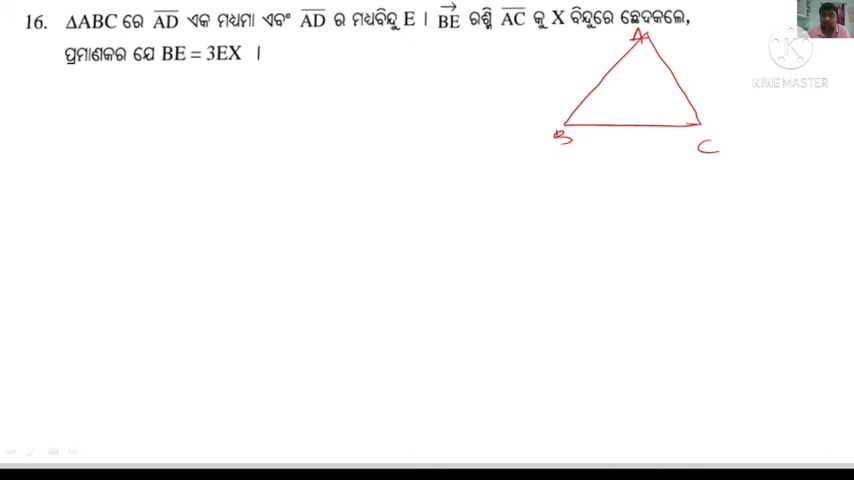 16. ΔABC ରେ AD ଏକ ମଧ୍ୟମା ଏବଂ AD ର ମଧ୍ୟବିନ୍ଦୁ E । BE ରଶ୍ମି AC କୁ X ବିନ୍ଦୁରେ ଛେଦକଲେ,
ପ୍ରମାଣକର ଯେ BE = 3EX ।
A
KINEMASTER
B
C